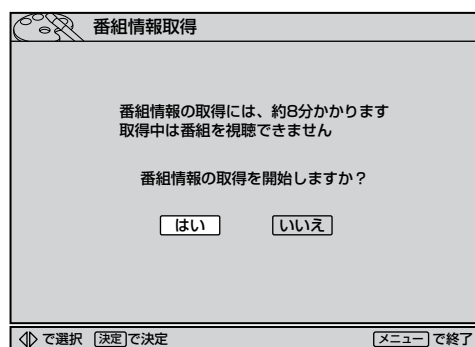 番組情報取得
番組情報の取得には、約8分かかります
取得中は番組を視聴できません
番組情報の取得を開始しますか？
はい いいえ
で選択 決定で決定 メニューで終了